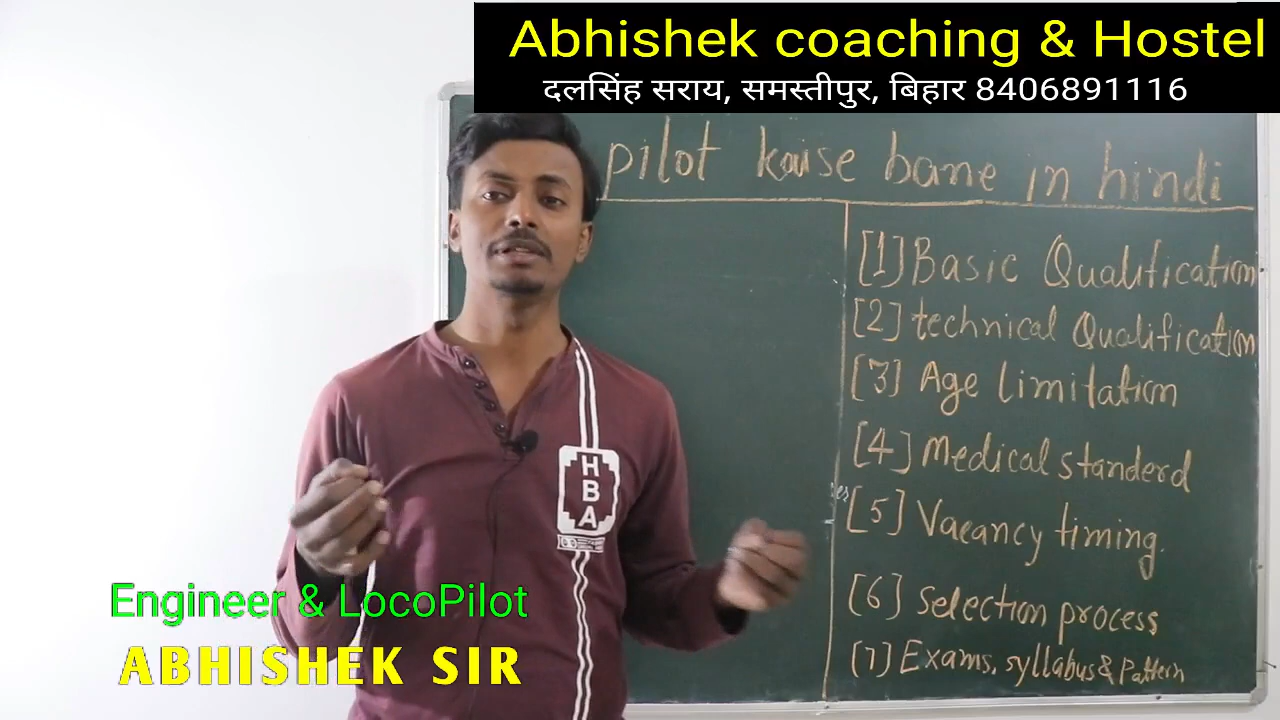 Abhishek coaching & Hostel
दलसिंह सराय, समस्तीपुर, बिहार 8406891116
pilot kaise bane in hindi
[1] Basic Qualification
[2] technical Qualification
[3] Age limitation
[4] Medical standerd
[5] Vacancy timing.
[6] Selection process
[7] Exams, syllabus & Pattern
HBA
Engineer & LocoPilot
ABHISHEK SIR